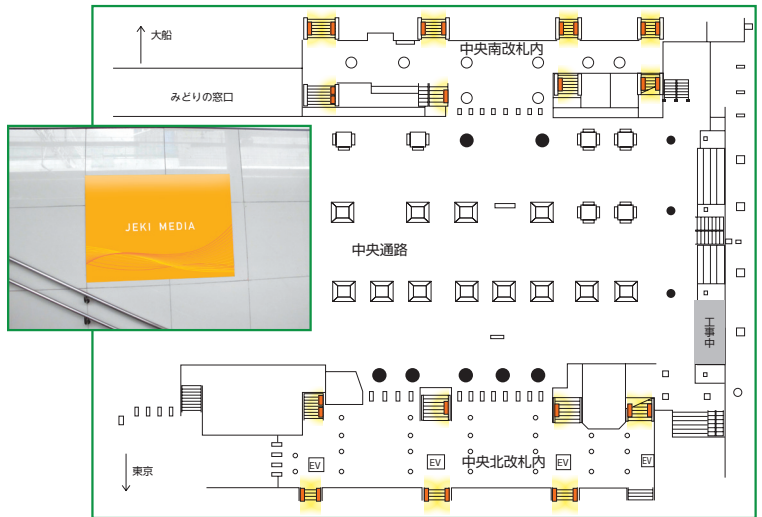 大船
中央南改札内
みどりの窓口
JEKI MEDIA
中央通路
工事中
EV
EV
中央北改札内
EV
EV
東京